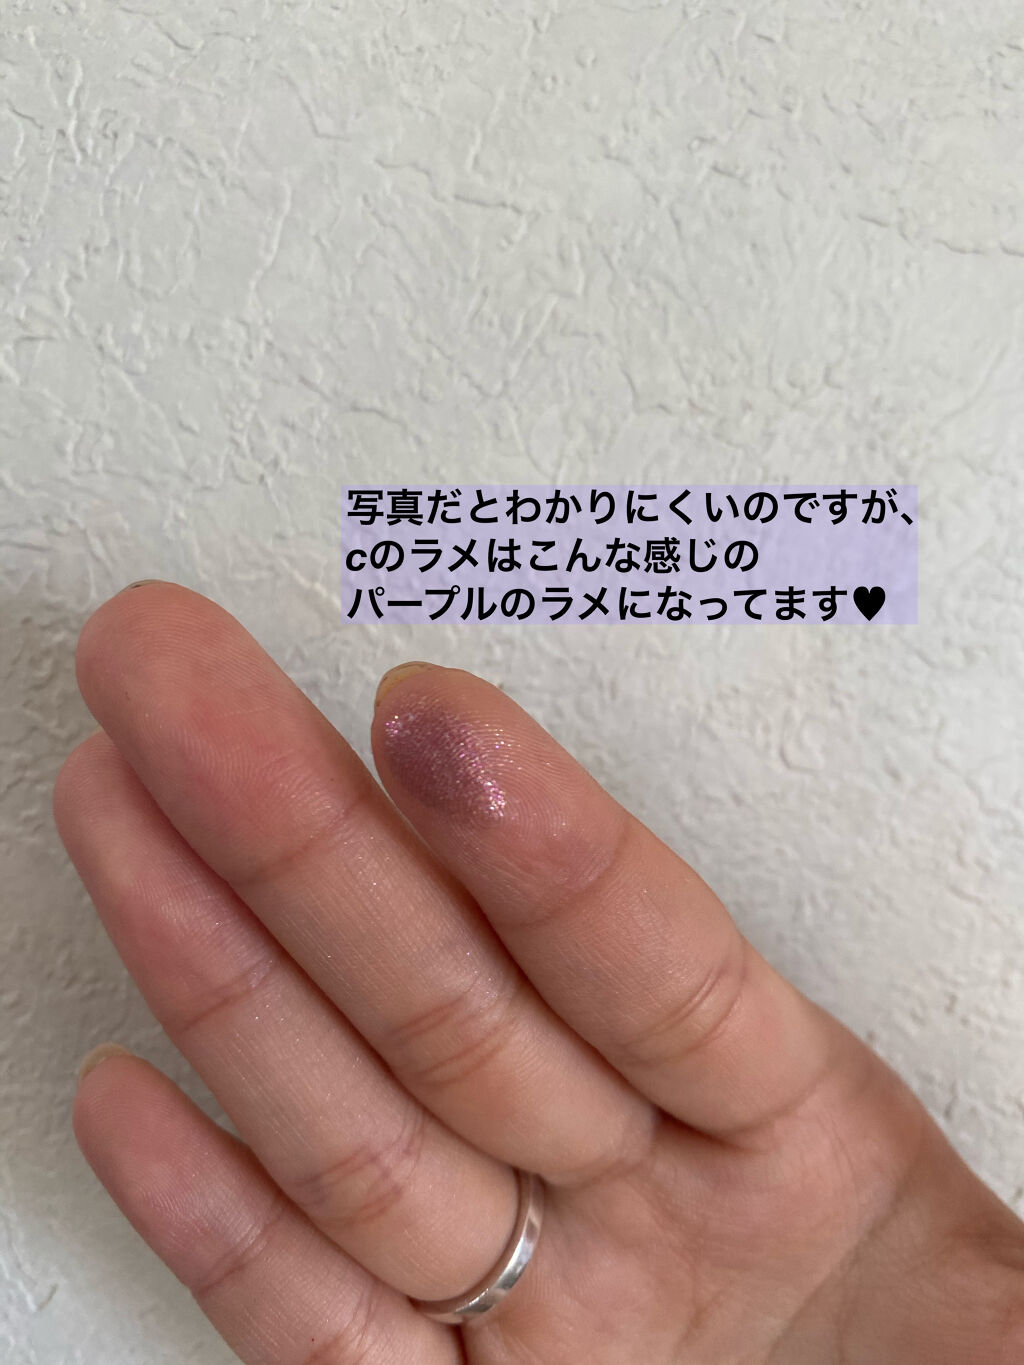 写真だとわかりにくいのですが、
cのラメはこんな感じの
パープルのラメになってます♥